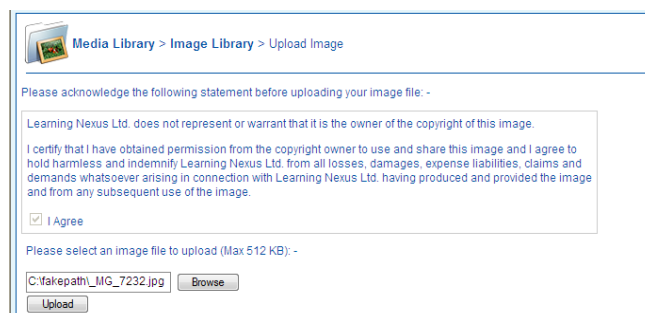 Media Library > Image Library > Upload Image
Please acknowledge the following statement before uploading your image file: -
Learning Nexus Ltd. does not represent or warrant that it is the owner of the copyright of this image.
I certify that I have obtained permission from the copyright owner to use and share this image and I agree to
hold harmless and indemnify Learning Nexus Ltd. from all losses, damages, expense liabilities, claims and
demands whatsoever arising in connection with Learning Nexus Ltd. having produced and provided the image
and from any subsequent use of the image.
I Agree
Please select an image file to upload (Max 512 KB): -
C:\fakepath\_MG_7232.jpg Browse
Upload